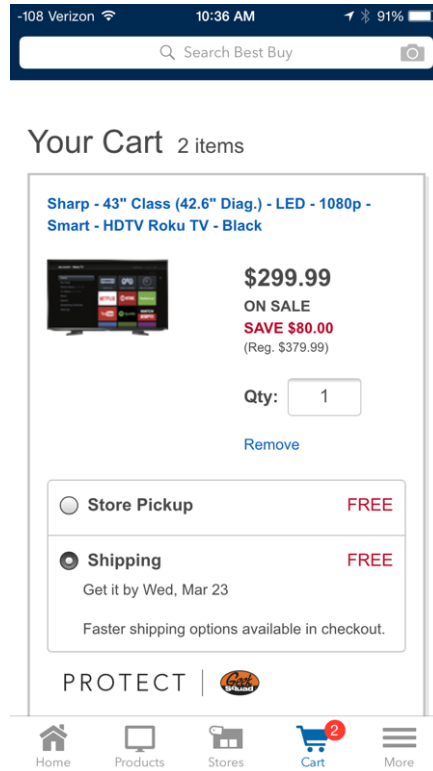 -108 Verizon 10:36 AM 91%
Search Best Buy
Your Cart 2 items
Sharp - 43" Class (42.6" Diag.) - LED - 1080p -
Smart - HDTV Roku TV - Black
$299.99
ON SALE
SAVE $80.00
(Reg. $379.99)
Qty: 1
Remove
Store Pickup FREE
Shipping FREE
Get it by Wed, Mar 23
Faster shipping options available in checkout.
PROTECT | Geek Squad
2
Home Products Stores Cart More